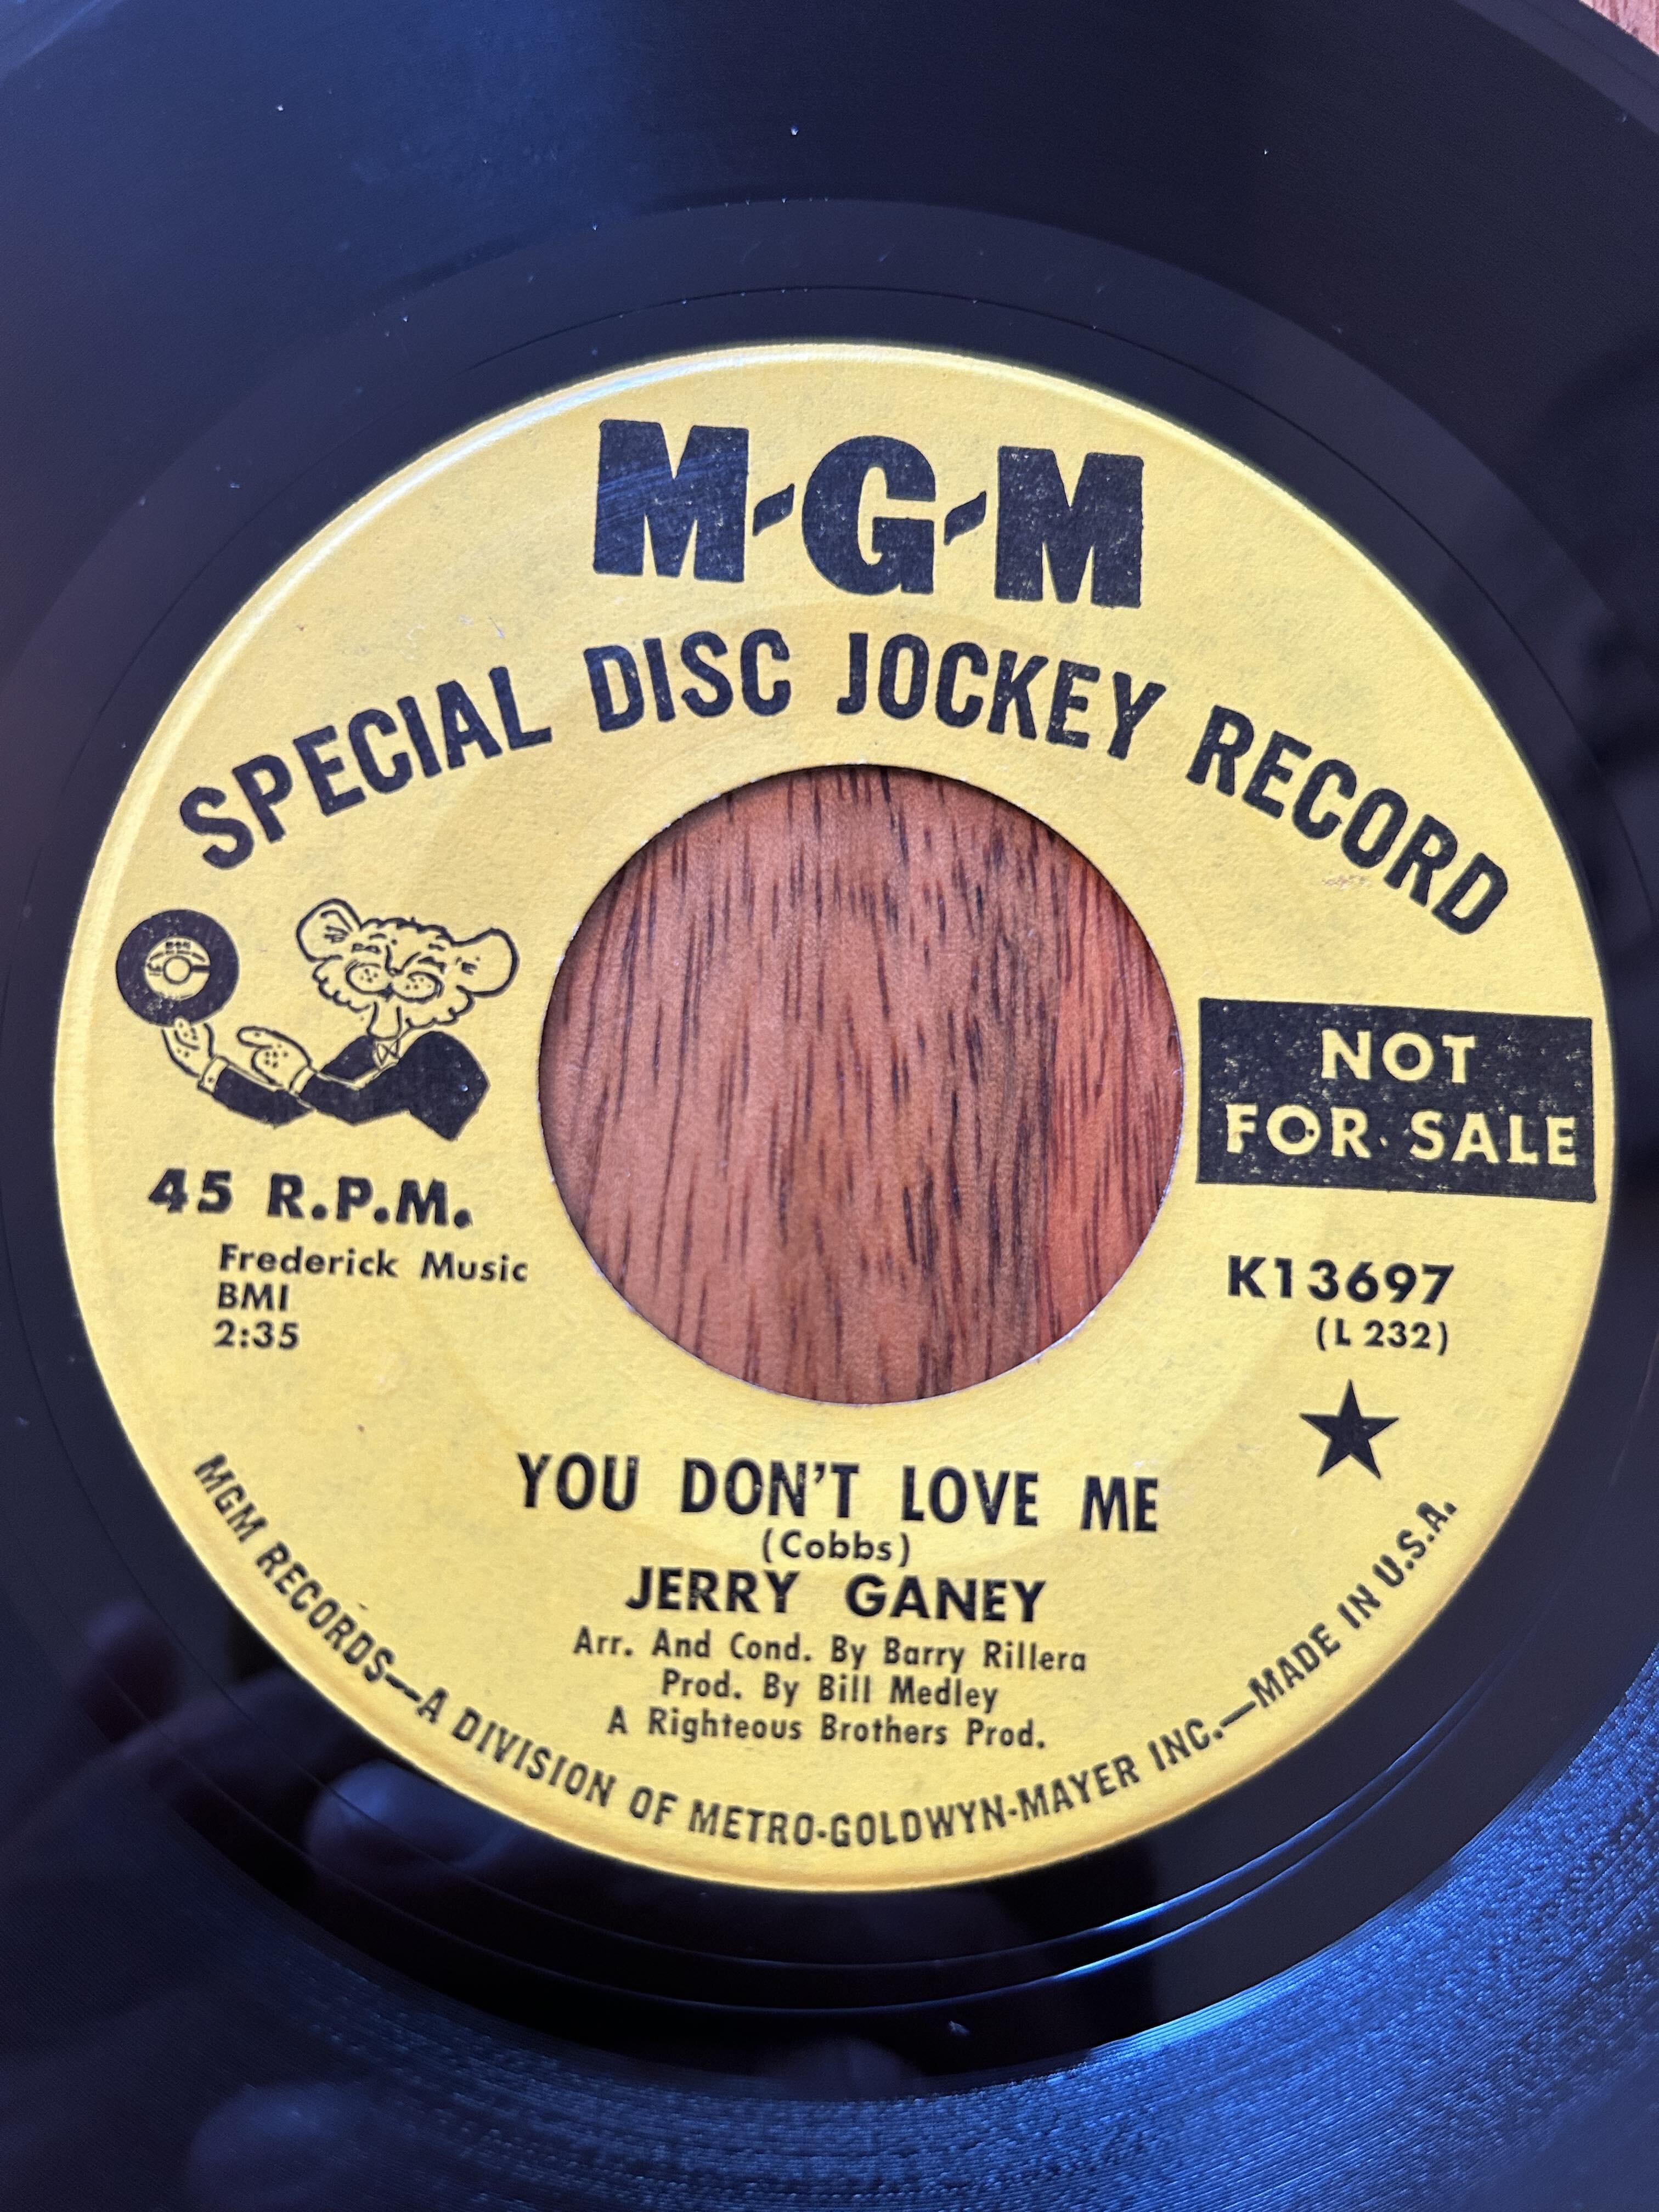 M-G-M
SPECIAL DISC JOCKEY RECORD
NOT
FOR SALE
45 R.P.M.
Frederick Music
BMI
2:35
K13697
(L 232)
YOU DON'T LOVE ME
(Cobbs)
JERRY GANEY
Arr. And Cond. By Barry Rillera
Prod. By Bill Medley
A Righteous Brothers Prod.
MGM RECORDS—A DIVISION OF METRO-GOLDWYN-MAYER INC.—MADE IN U.S.A.